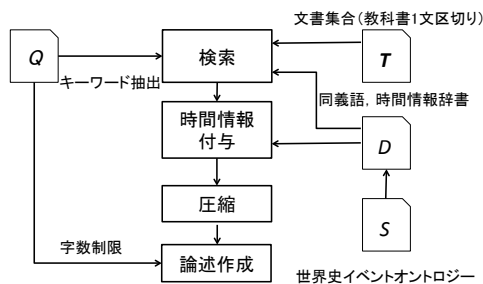 文書集合(教科書1文区切り)
Q
検索
T
キーワード抽出
同義語，時間情報辞書
時間情報
付与
D
圧縮
S
字数制限
論述作成
世界史イベントオントロジー